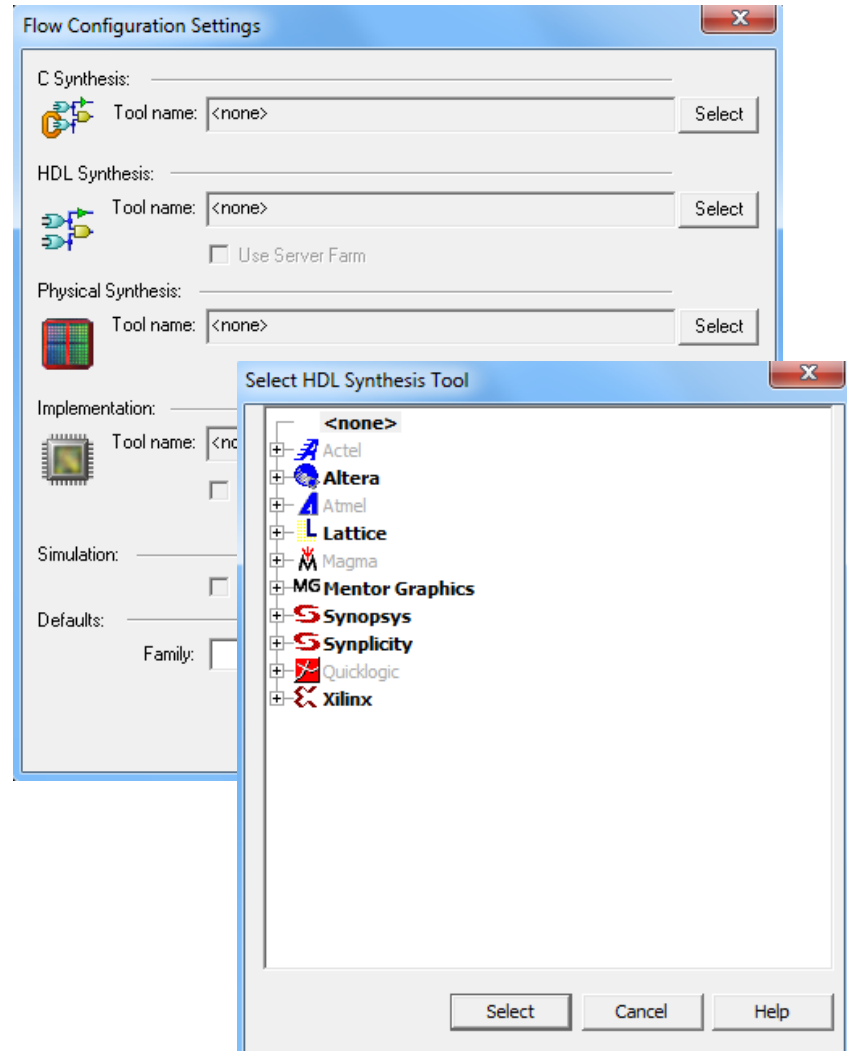 Flow Configuration Settings
C Synthesis:
Tool name: <none> Select
HDL Synthesis:
Tool name: <none> Select
Use Server Farm
Physical Synthesis:
Tool name: <none> Select
Implementation:
Tool name:
Simulation:
Defaults:
Family:
Select HDL Synthesis Tool
<none>
Actel
Altera
Atmel
L Lattice
Magma
MG Mentor Graphics
Synopsys
Synplicity
Quicklogic
Xilinx
Select Cancel Help